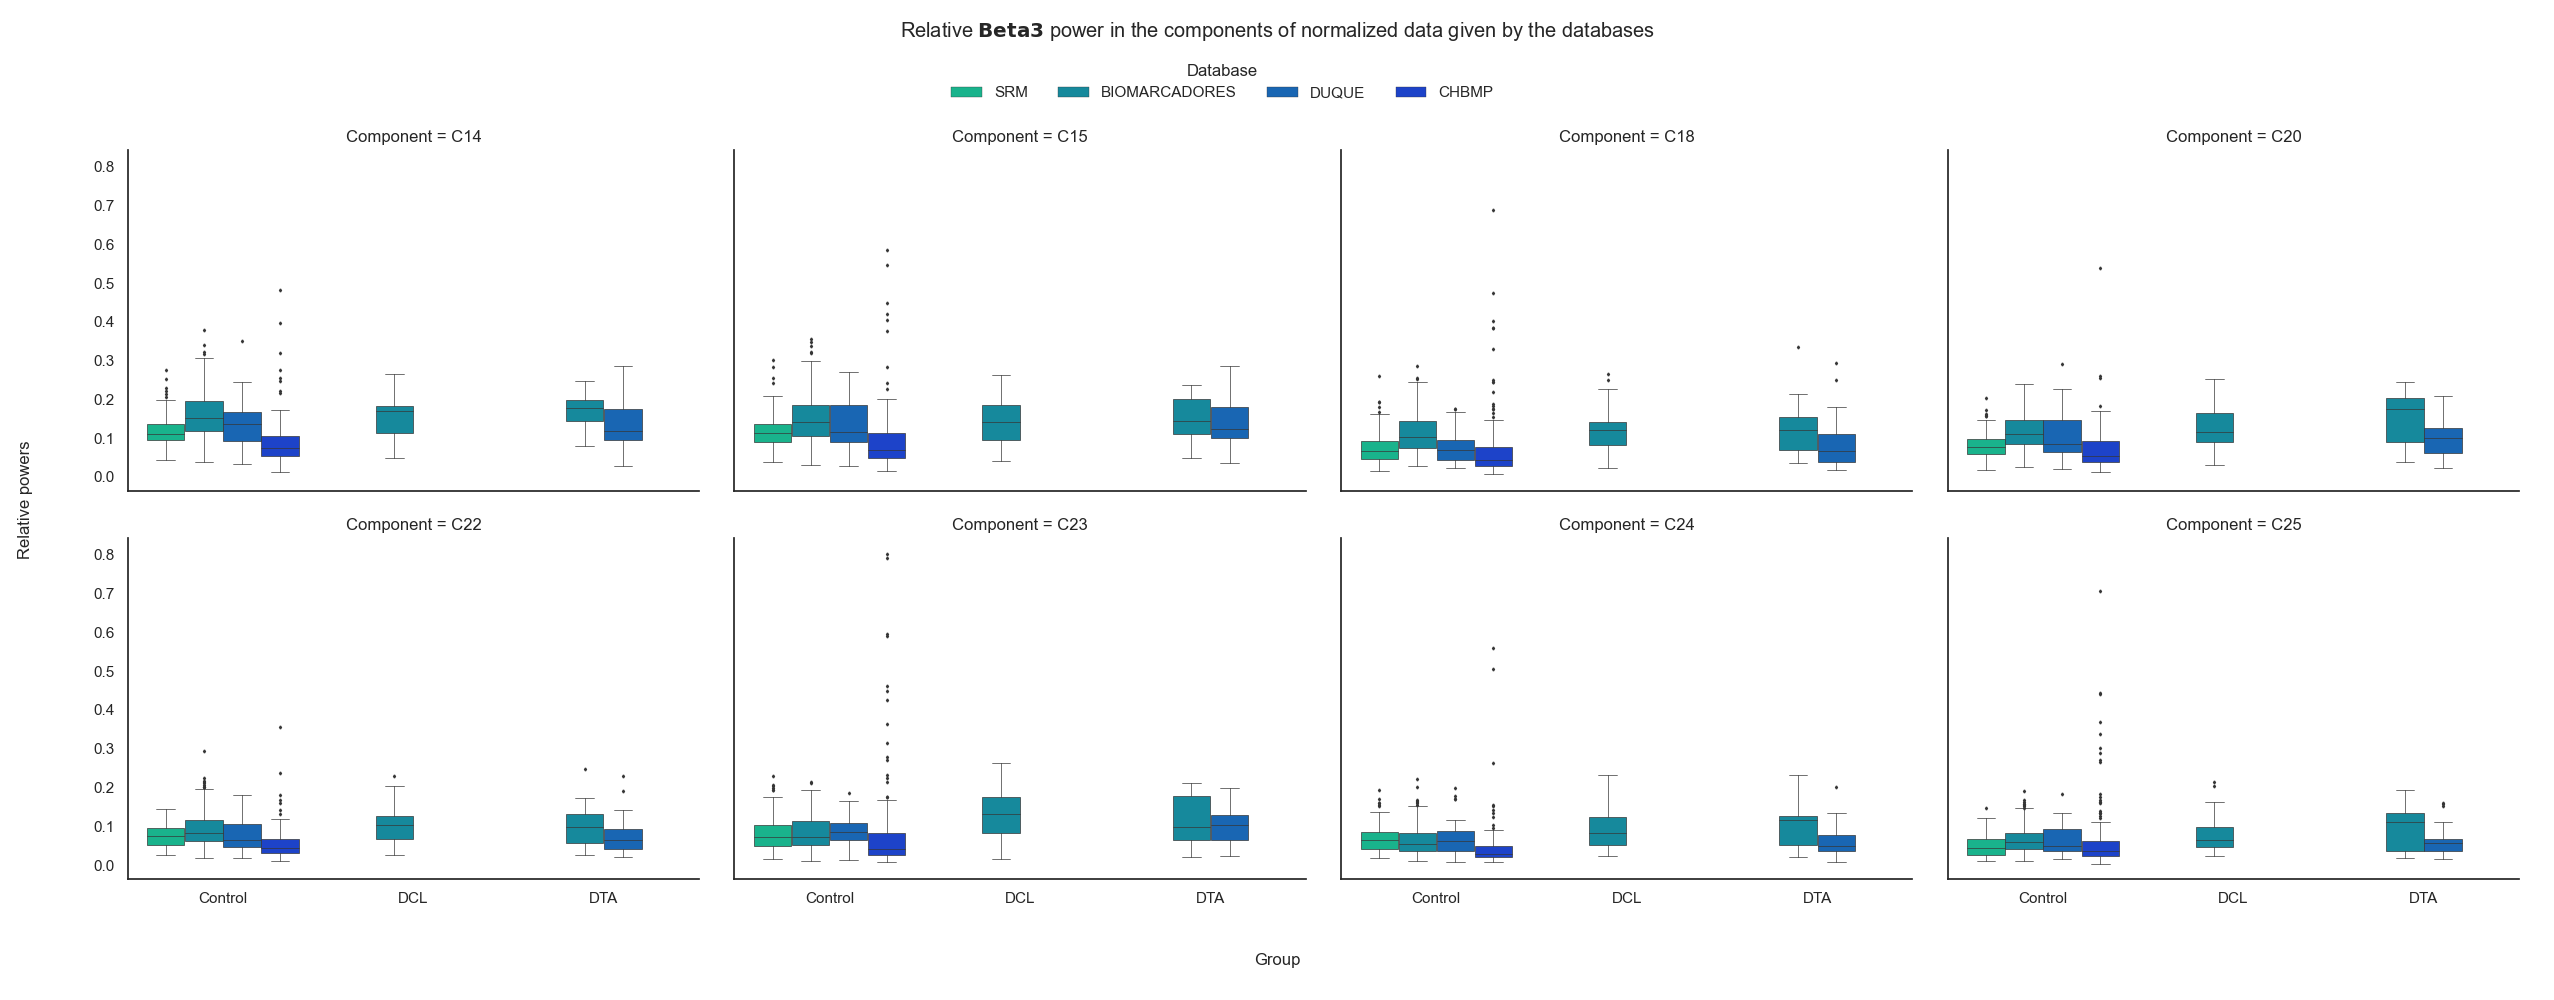 Relative Beta3 power in the components of normalized data given by the databases
Database
SRM BIOMARCADORES DUQUE CHBMP
Component = C14 Component = C15 Component = C18 Component = C20
0.8
0.7
0.6
0.5
0.4
0.3
0.2
0.1
0.0
Relative powers
Component = C22 Component = C23 Component = C24 Component = C25
0.8
0.7
0.6
0.5
0.4
0.3
0.2
0.1
0.0
Control DCL DTA Control DCL DTA Control DCL DTA Control DCL DTA
Group